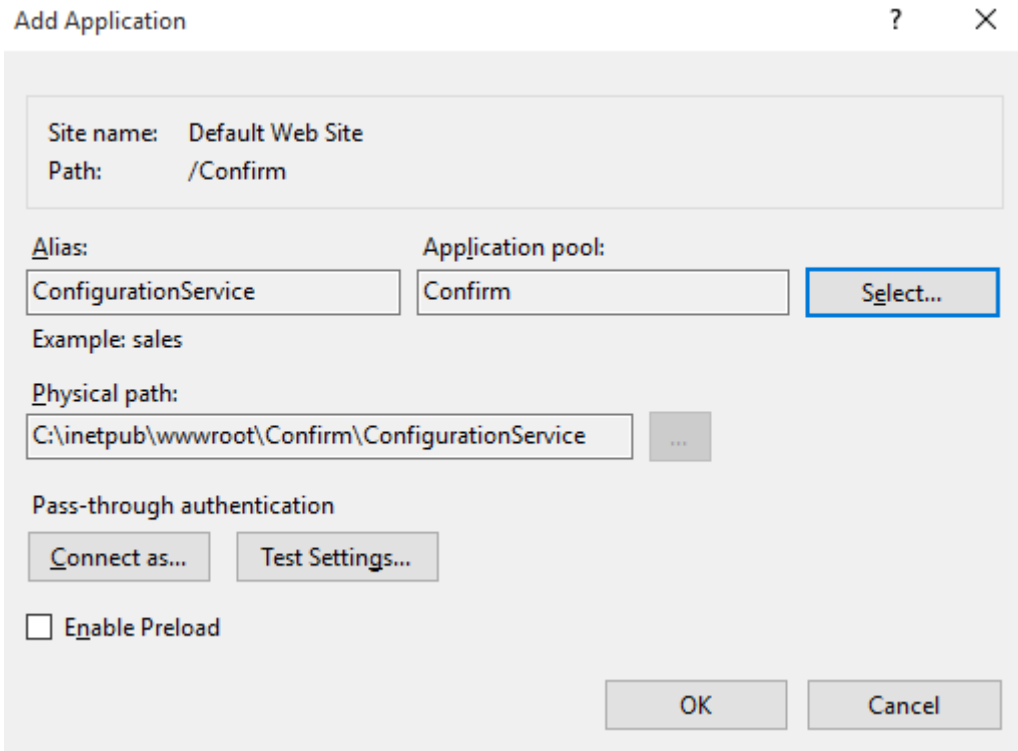 Add Application
Site name: Default Web Site
Path: /Confirm
Alias: Application pool:
ConfigurationService Confirm Select...
Example: sales
Physical path:
C:\inetpub\wwwroot\Confirm\ConfigurationService ...
Pass-through authentication
Connect as... Test Settings...
Enable Preload
OK Cancel